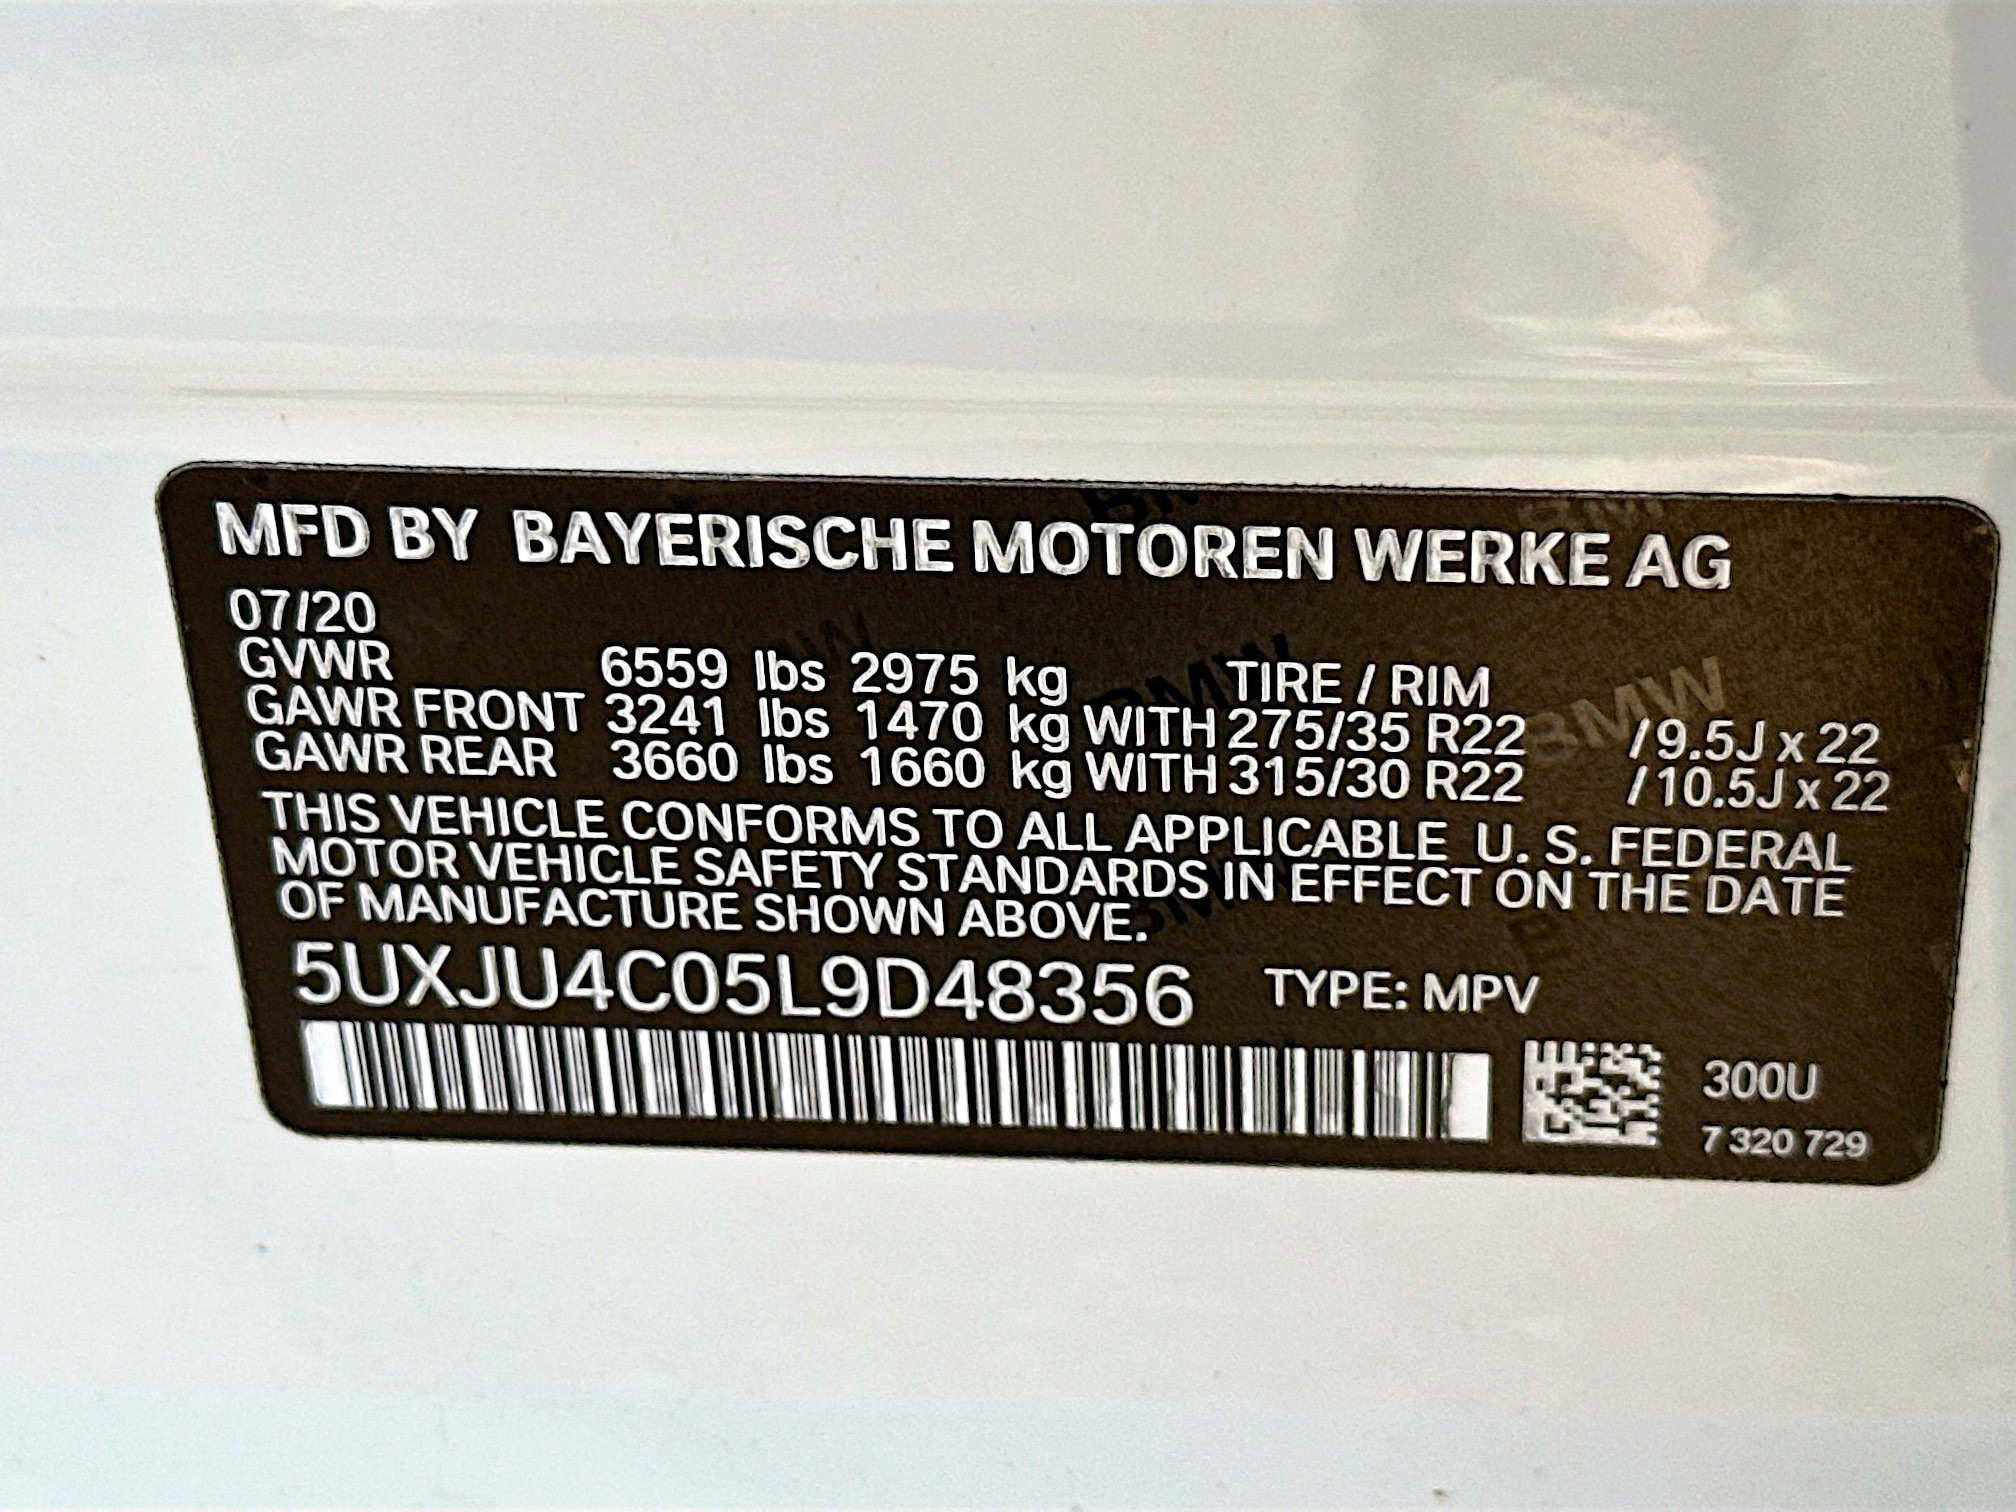 MFD BY BAYERISCHE MOTOREN WERKE AG
07/20
GVWR 6559 lbs 2975 kg TIRE / RIM
GAWR FRONT 3241 lbs 1470 kg WITH 275/35 R22 / 9.5J x 22
GAWR REAR 3660 lbs 1660 kg WITH 315/30 R22 / 10.5J x 22
THIS VEHICLE CONFORMS TO ALL APPLICABLE U. S. FEDERAL
MOTOR VEHICLE SAFETY STANDARDS IN EFFECT ON THE DATE
OF MANUFACTURE SHOWN ABOVE.
5UXJU4C05L9D48356 TYPE: MPV
300U
7 320 729
BMW
BMW